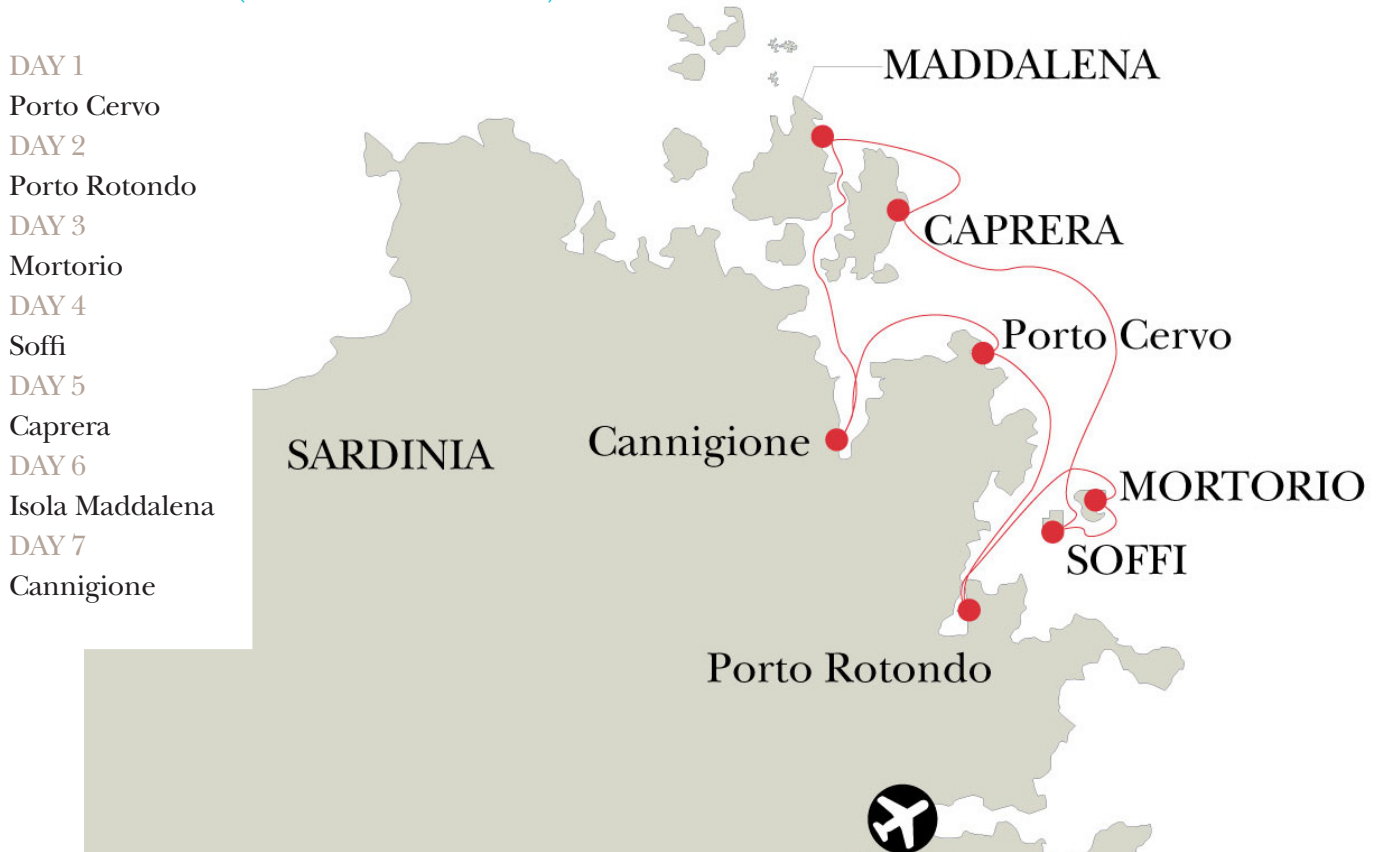 DAY 1
Porto Cervo
DAY 2
Porto Rotondo
DAY 3
Mortorio
DAY 4
Soffi
DAY 5
Caprera
DAY 6
Isola Maddalena
DAY 7
Cannigione
MADDALENA
CAPRERA
Porto Cervo
Cannigione
SARDINIA
MORTORIO
SOFFI
Porto Rotondo